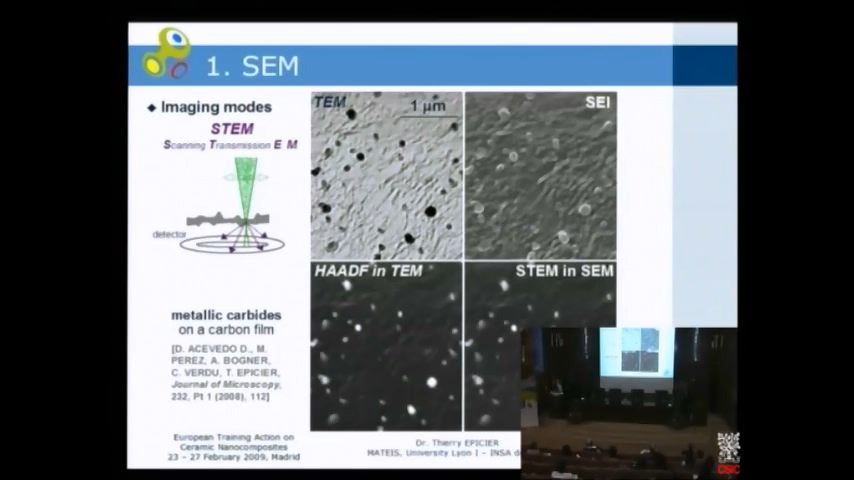 1. SEM
◆ Imaging modes
STEM
Scanning Transmission E M
detector
metallic carbides
on a carbon film
[D. ACEVEDO D., M.
PEREZ, A. BOGNER,
C. VERDU, T. EPICIER,
Journal of Microscopy,
232, Pt 1 (2008), 112]
TEM
1 µm
SEI
HAADF in TEM
STEM in SEM
European Training Action on
Ceramic Nanocomposites
23 – 27 February 2009, Madrid
Dr. Thierry EPICIER
MATEIS, University Lyon I – INSA
CSIC